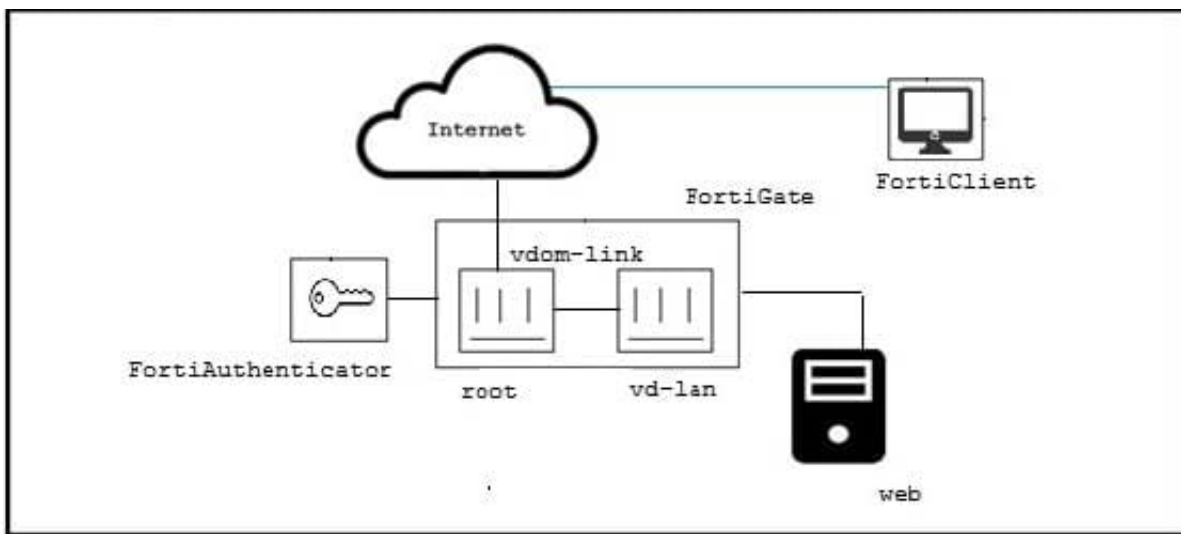 Internet
FortiClient
FortiGate
vdom-link
FortiAuthenticator
root
vd-lan
web